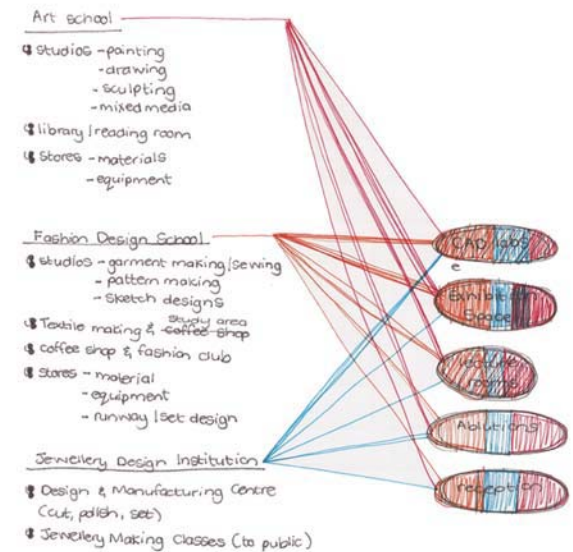 Art school
studios - painting
- drawing
- sculpting
- mixed media
library / reading room
stores - materials
- equipment
Fashion Design School
studios - garment making / sewing
- pattern making
- sketch designs
study area
Textile making & coffee shop
coffee shop & fashion club
stores - material
- equipment
- runway / set design
Jewellery Design Institution
Design & Manufacturing Centre
(cut, polish, set)
Jewellery Making Classes (to public)
CAD labs
e
Exhibition
Space
lecture
rooms
Ablutions
reception